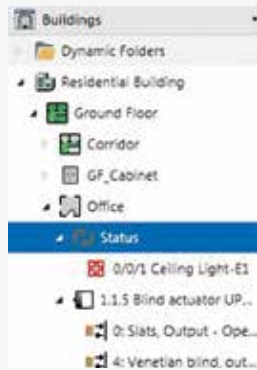 Buildings
Dynamic Folders
Residential Building
Ground Floor
Corridor
GF_Cabinet
Office
Status
0/0/1 Ceiling Light-E1
1.1.5 Blind actuator UP...
0: Slats, Output - Ope...
4: Venetian blind, out...